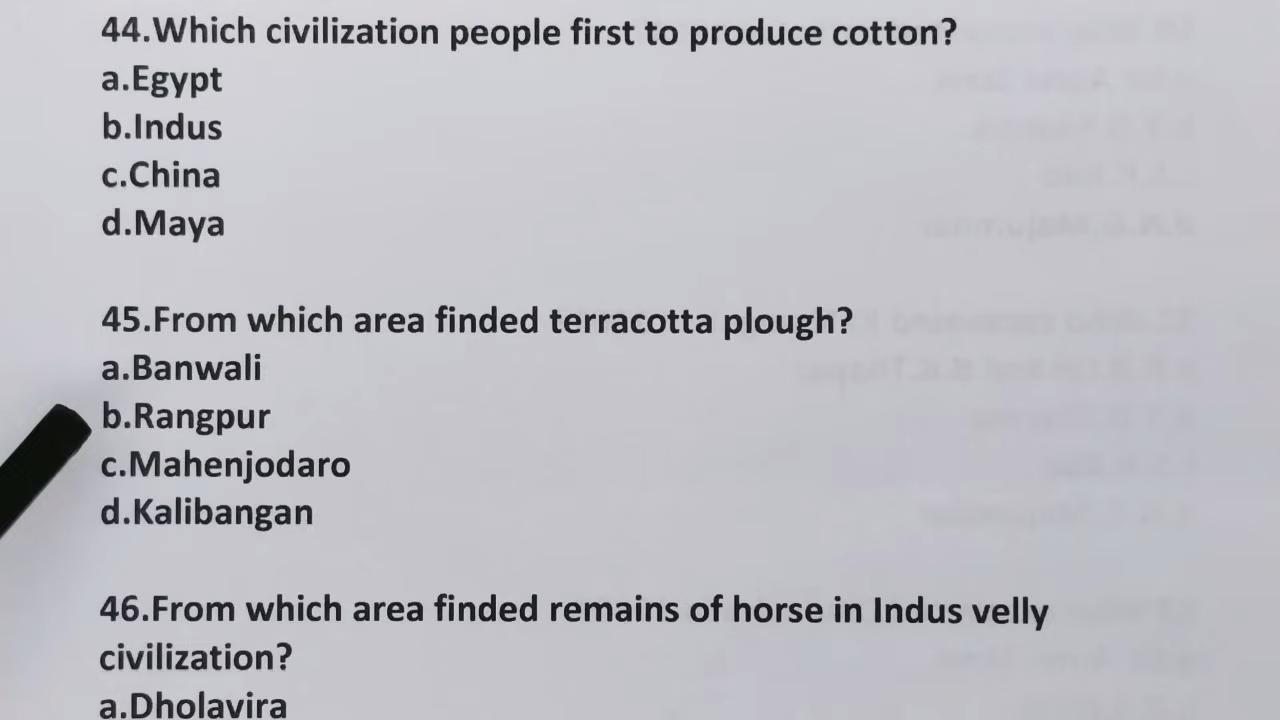 44.Which civilization people first to produce cotton?
a.Egypt
b.Indus
c.China
d.Maya
45.From which area finded terracotta plough?
a.Banwali
b.Rangpur
c.Mahenjodaro
d.Kalibangan
46.From which area finded remains of horse in Indus velly
civilization?
a.Dholavira